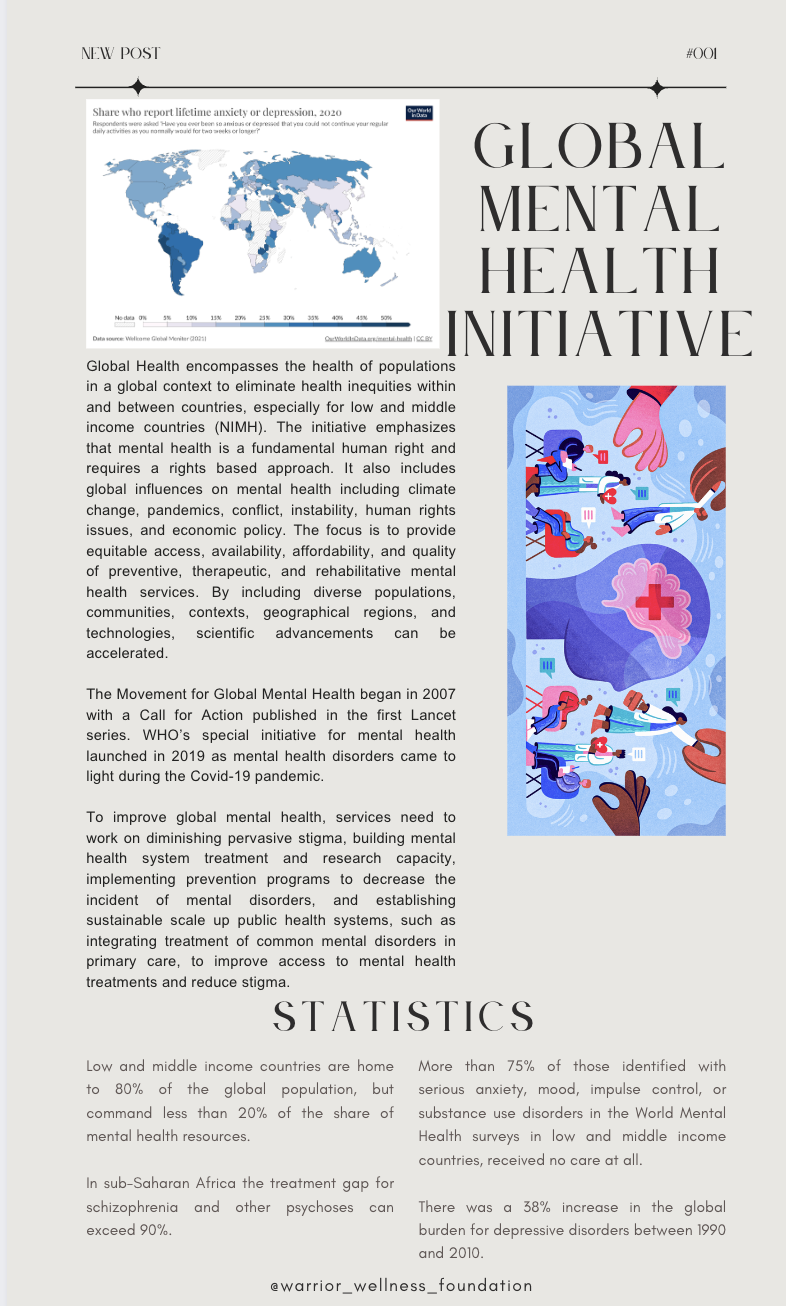 NEW POST
#001
Share who report lifetime anxiety or depression, 2020
Our World in Data
Respondents were asked "Have you ever been so anxious or depressed that you could not continue your regular
daily activities as you normally would for two weeks or longer?"
No data 0% 5% 10% 15% 20% 25% 30% 35% 40% 45% 50%
Data source: Wellcome Global Monitor (2021)
OurWorldinData.org/mental-health | CC BY
GLOBAL
MENTAL
HEALTH
INITIATIVE
Global Health encompasses the health of populations
in a global context to eliminate health inequities within
and between countries, especially for low and middle
income countries (NIMH). The initiative emphasizes
that mental health is a fundamental human right and
requires a rights based approach. It also includes
global influences on mental health including climate
change, pandemics, conflict, instability, human rights
issues, and economic policy. The focus is to provide
equitable access, availability, affordability, and quality
of preventive, therapeutic, and rehabilitative mental
health services. By including diverse populations,
communities, contexts, geographical regions, and
technologies, scientific advancements can be
accelerated.
The Movement for Global Mental Health began in 2007
with a Call for Action published in the first Lancet
series. WHO's special initiative for mental health
launched in 2019 as mental health disorders came to
light during the Covid-19 pandemic.
To improve global mental health, services need to
work on diminishing pervasive stigma, building mental
health system treatment and research capacity,
implementing prevention programs to decrease the
incident of mental disorders, and establishing
sustainable scale up public health systems, such as
integrating treatment of common mental disorders in
primary care, to improve access to mental health
treatments and reduce stigma.
STATISTICS
Low and middle income countries are home
to 80% of the global population, but
command less than 20% of the share of
mental health resources.
In sub-Saharan Africa the treatment gap for
schizophrenia and other psychoses can
exceed 90%.
More than 75% of those identified with
serious anxiety, mood, impulse control, or
substance use disorders in the World Mental
Health surveys in low and middle income
countries, received no care at all.
There was a 38% increase in the global
burden for depressive disorders between 1990
and 2010.
@warrior_wellness_foundation